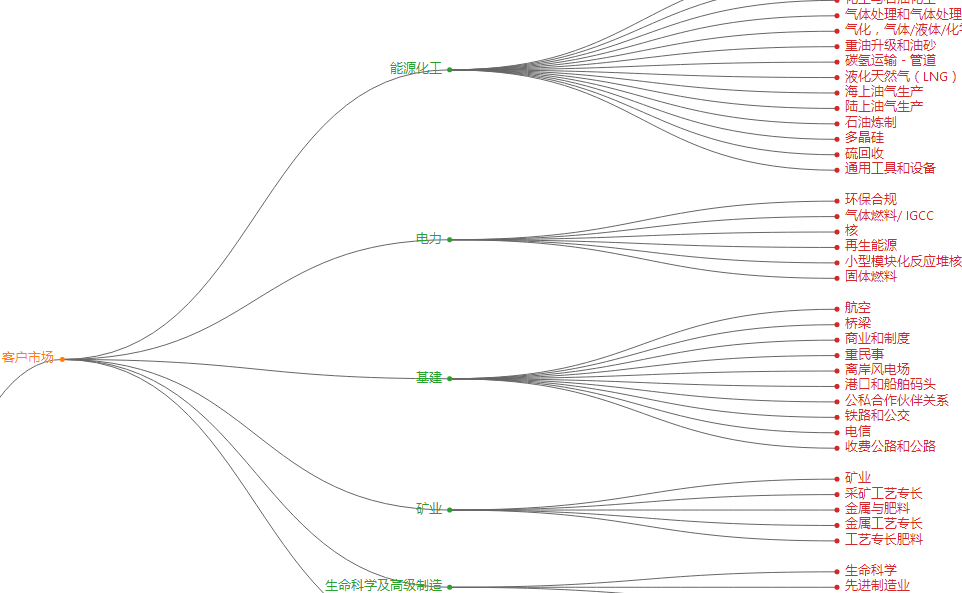 气体处理和气体处理
气化，气体/液体/化
重油升级和油砂
碳氢运输 - 管道
液化天然气（LNG）
海上油气生产
陆上油气生产
石油炼制
多晶硅
硫回收
通用工具和设备
能源化工
环保合规
气体燃料/ IGCC
核
再生能源
小型模块化反应堆核
固体燃料
电力
航空
桥梁
商业和制度
重民事
离岸风电场
港口和船舶码头
公私合作伙伴关系
铁路和公交
电信
收费公路和公路
基建
客户市场
矿业
采矿工艺专长
金属与肥料
金属工艺专长
工艺专长肥料
矿业
生命科学
先进制造业
生命科学及高级制造